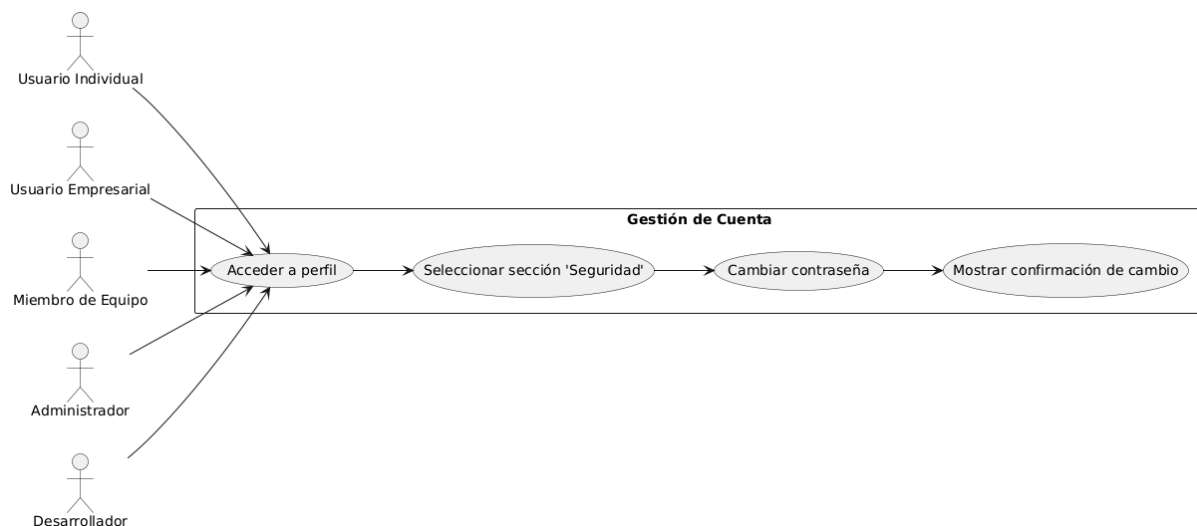 Usuario Individual
Usuario Empresarial
Gestión de Cuenta
Miembro de Equipo
Acceder a perfil
Seleccionar sección 'Seguridad'
Cambiar contraseña
Mostrar confirmación de cambio
Administrador
Desarrollador